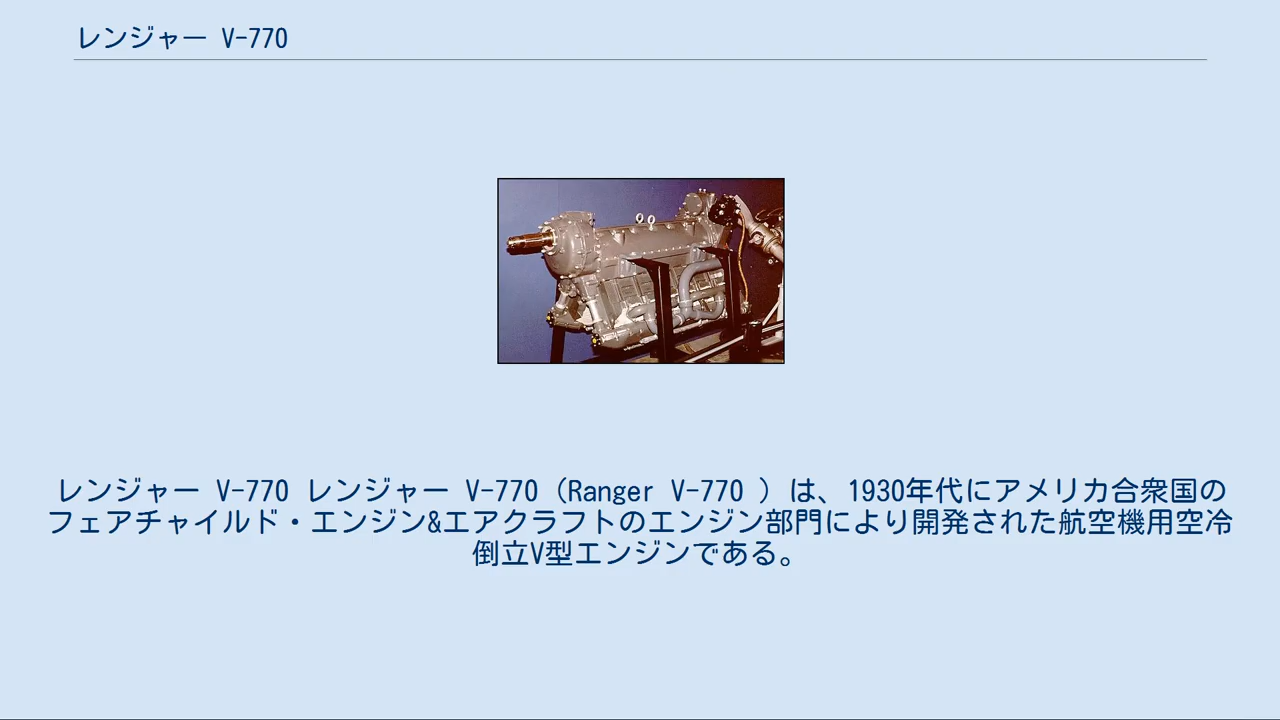 レンジャー V-770
レンジャー V-770 レンジャー V-770（Ranger V-770 ）は、1930年代にアメリカ合衆国の
フェアチャイルド・エンジン&エアクラフトのエンジン部門により開発された航空機用空冷
倒立V型エンジンである。